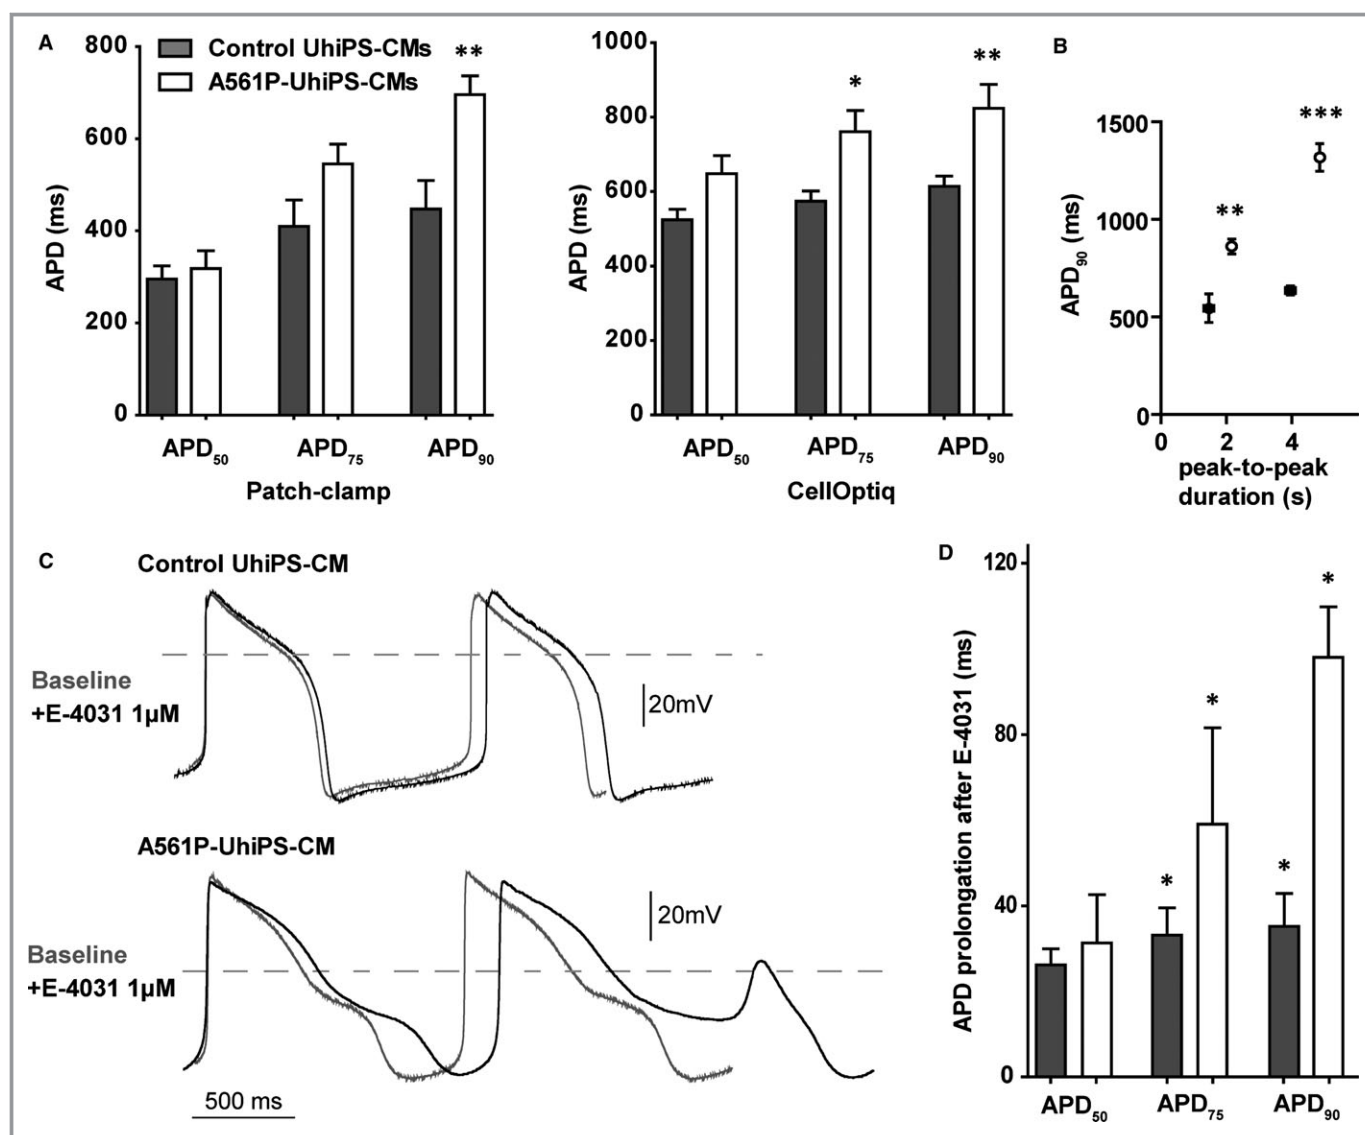 A
800
600
400
200
0
APD (ms)
Control UhiPS-CMs
A561P-UhiPS-CMs
**
APD50
APD75
APD90
Patch-clamp
1000
800
600
400
200
0
APD (ms)
*
**
APD50
APD75
APD90
CellOptiq
B
1500
1000
500
0
APD90 (ms)
**
***
0 2 4
peak-to-peak
duration (s)
C
Control UhiPS-CM
Baseline
+E-4031 1µM
20mV
A561P-UhiPS-CM
Baseline
+E-4031 1µM
20mV
500 ms
D
120
80
40
0
APD prolongation after E-4031 (ms)
*
*
*
*
APD50
APD75
APD90